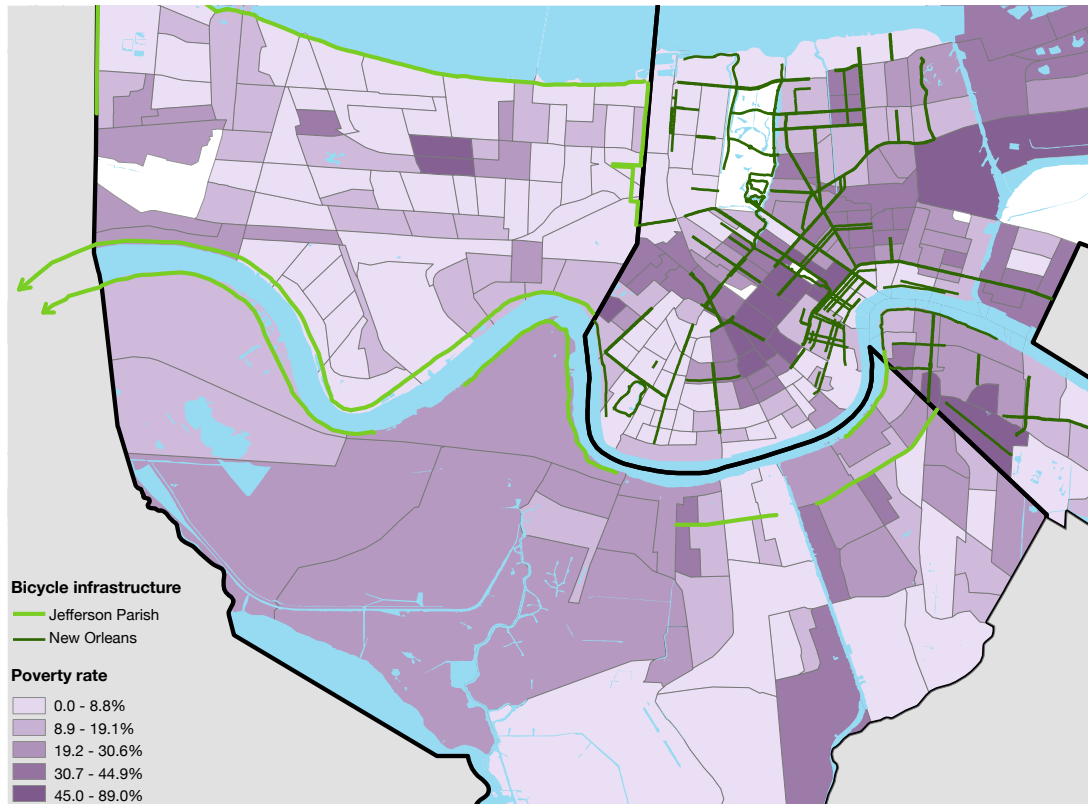 Bicycle infrastructure
Jefferson Parish
New Orleans
Poverty rate
0.0 - 8.8%
8.9 - 19.1%
19.2 - 30.6%
30.7 - 44.9%
45.0 - 89.0%